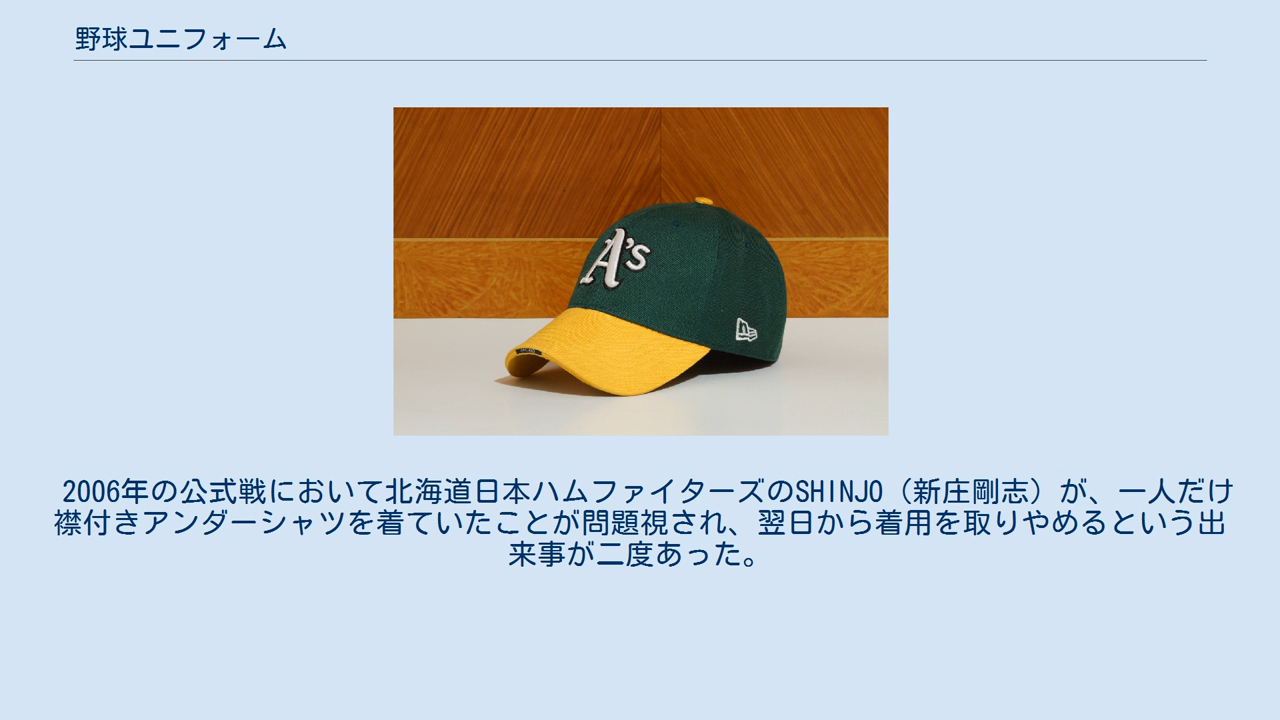 野球ユニフォーム
A's
2006年の公式戦において北海道日本ハムファイターズのSHINJO（新庄剛志）が、一人だけ
襟付きアンダーシャツを着ていたことが問題視され、翌日から着用を取りやめるという出
来事が二度あった。